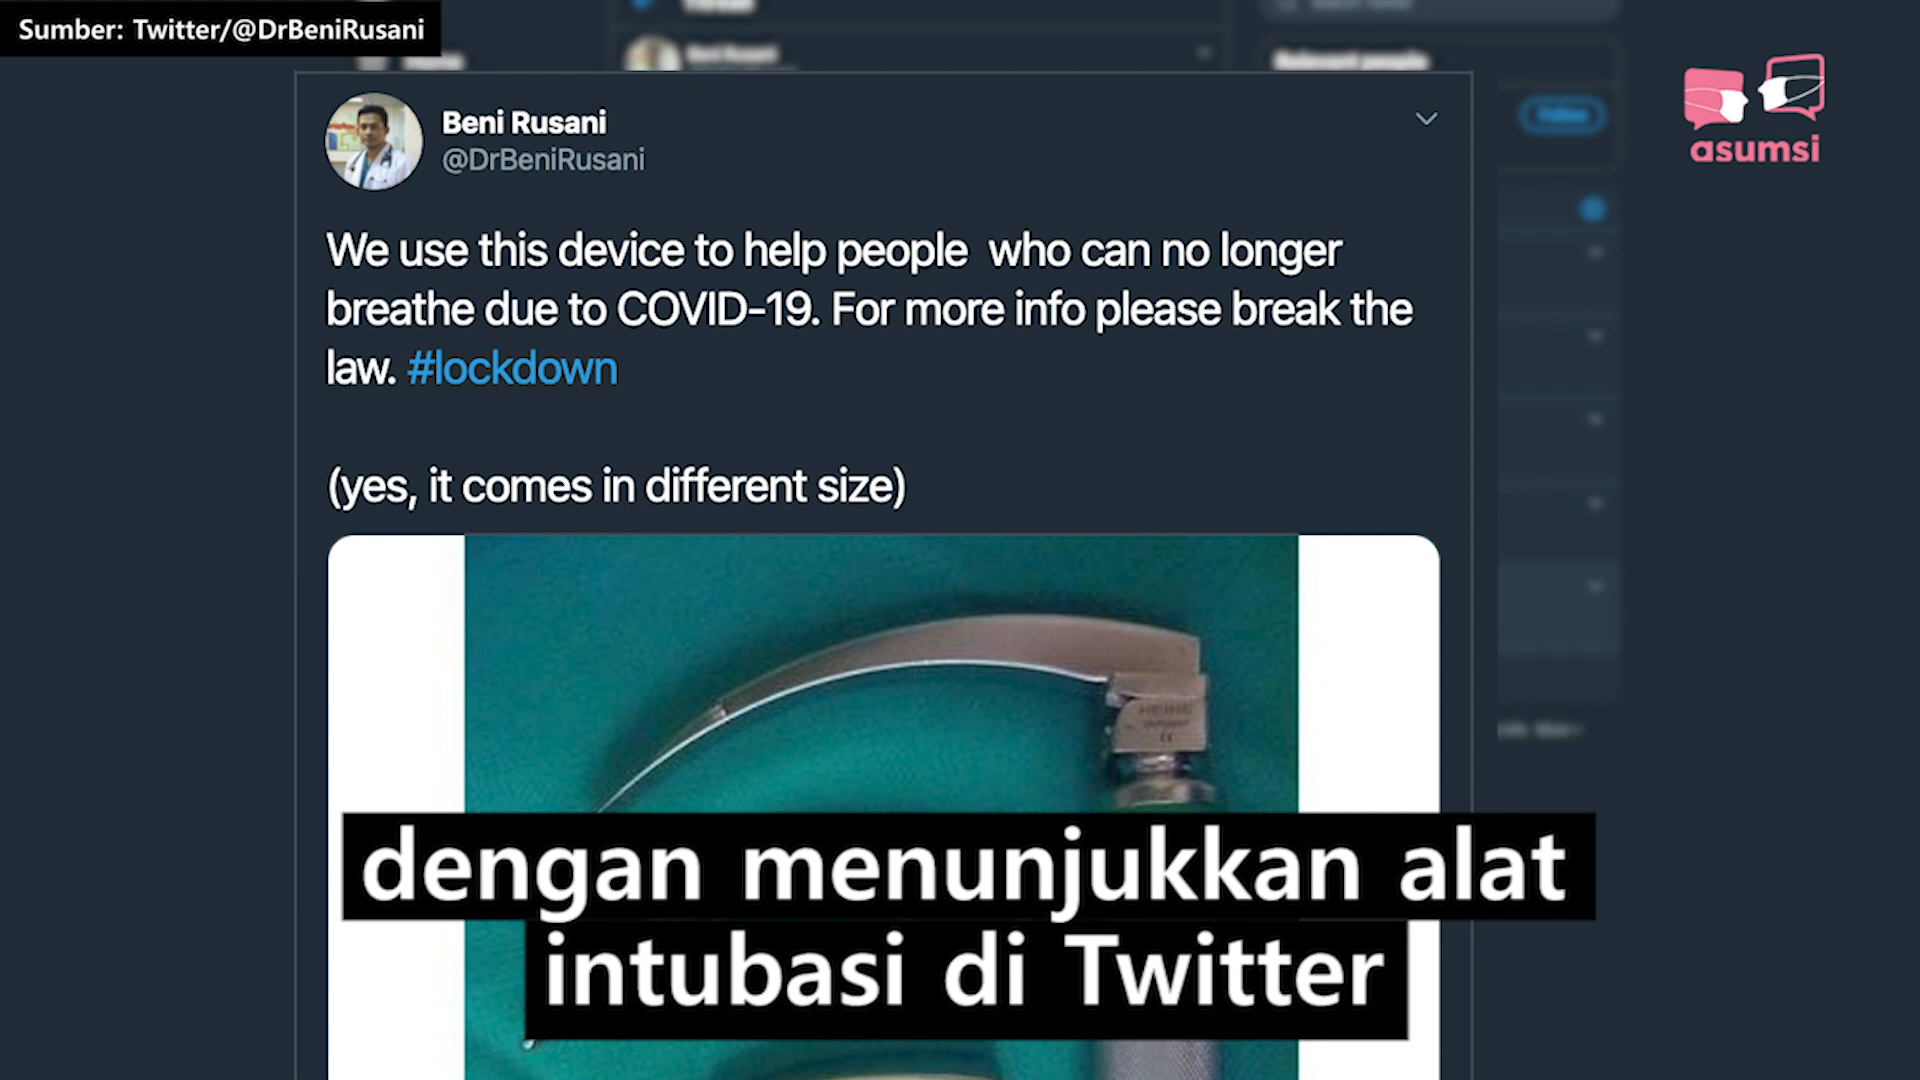 Sumber: Twitter/@DrBeniRusani
asumsi
Beni Rusani
@DrBeniRusani
We use this device to help people who can no longer
breathe due to COVID-19. For more info please break the
law. #lockdown
(yes, it comes in different size)
HEINE
dengan menunjukkan alat
intubasi di Twitter